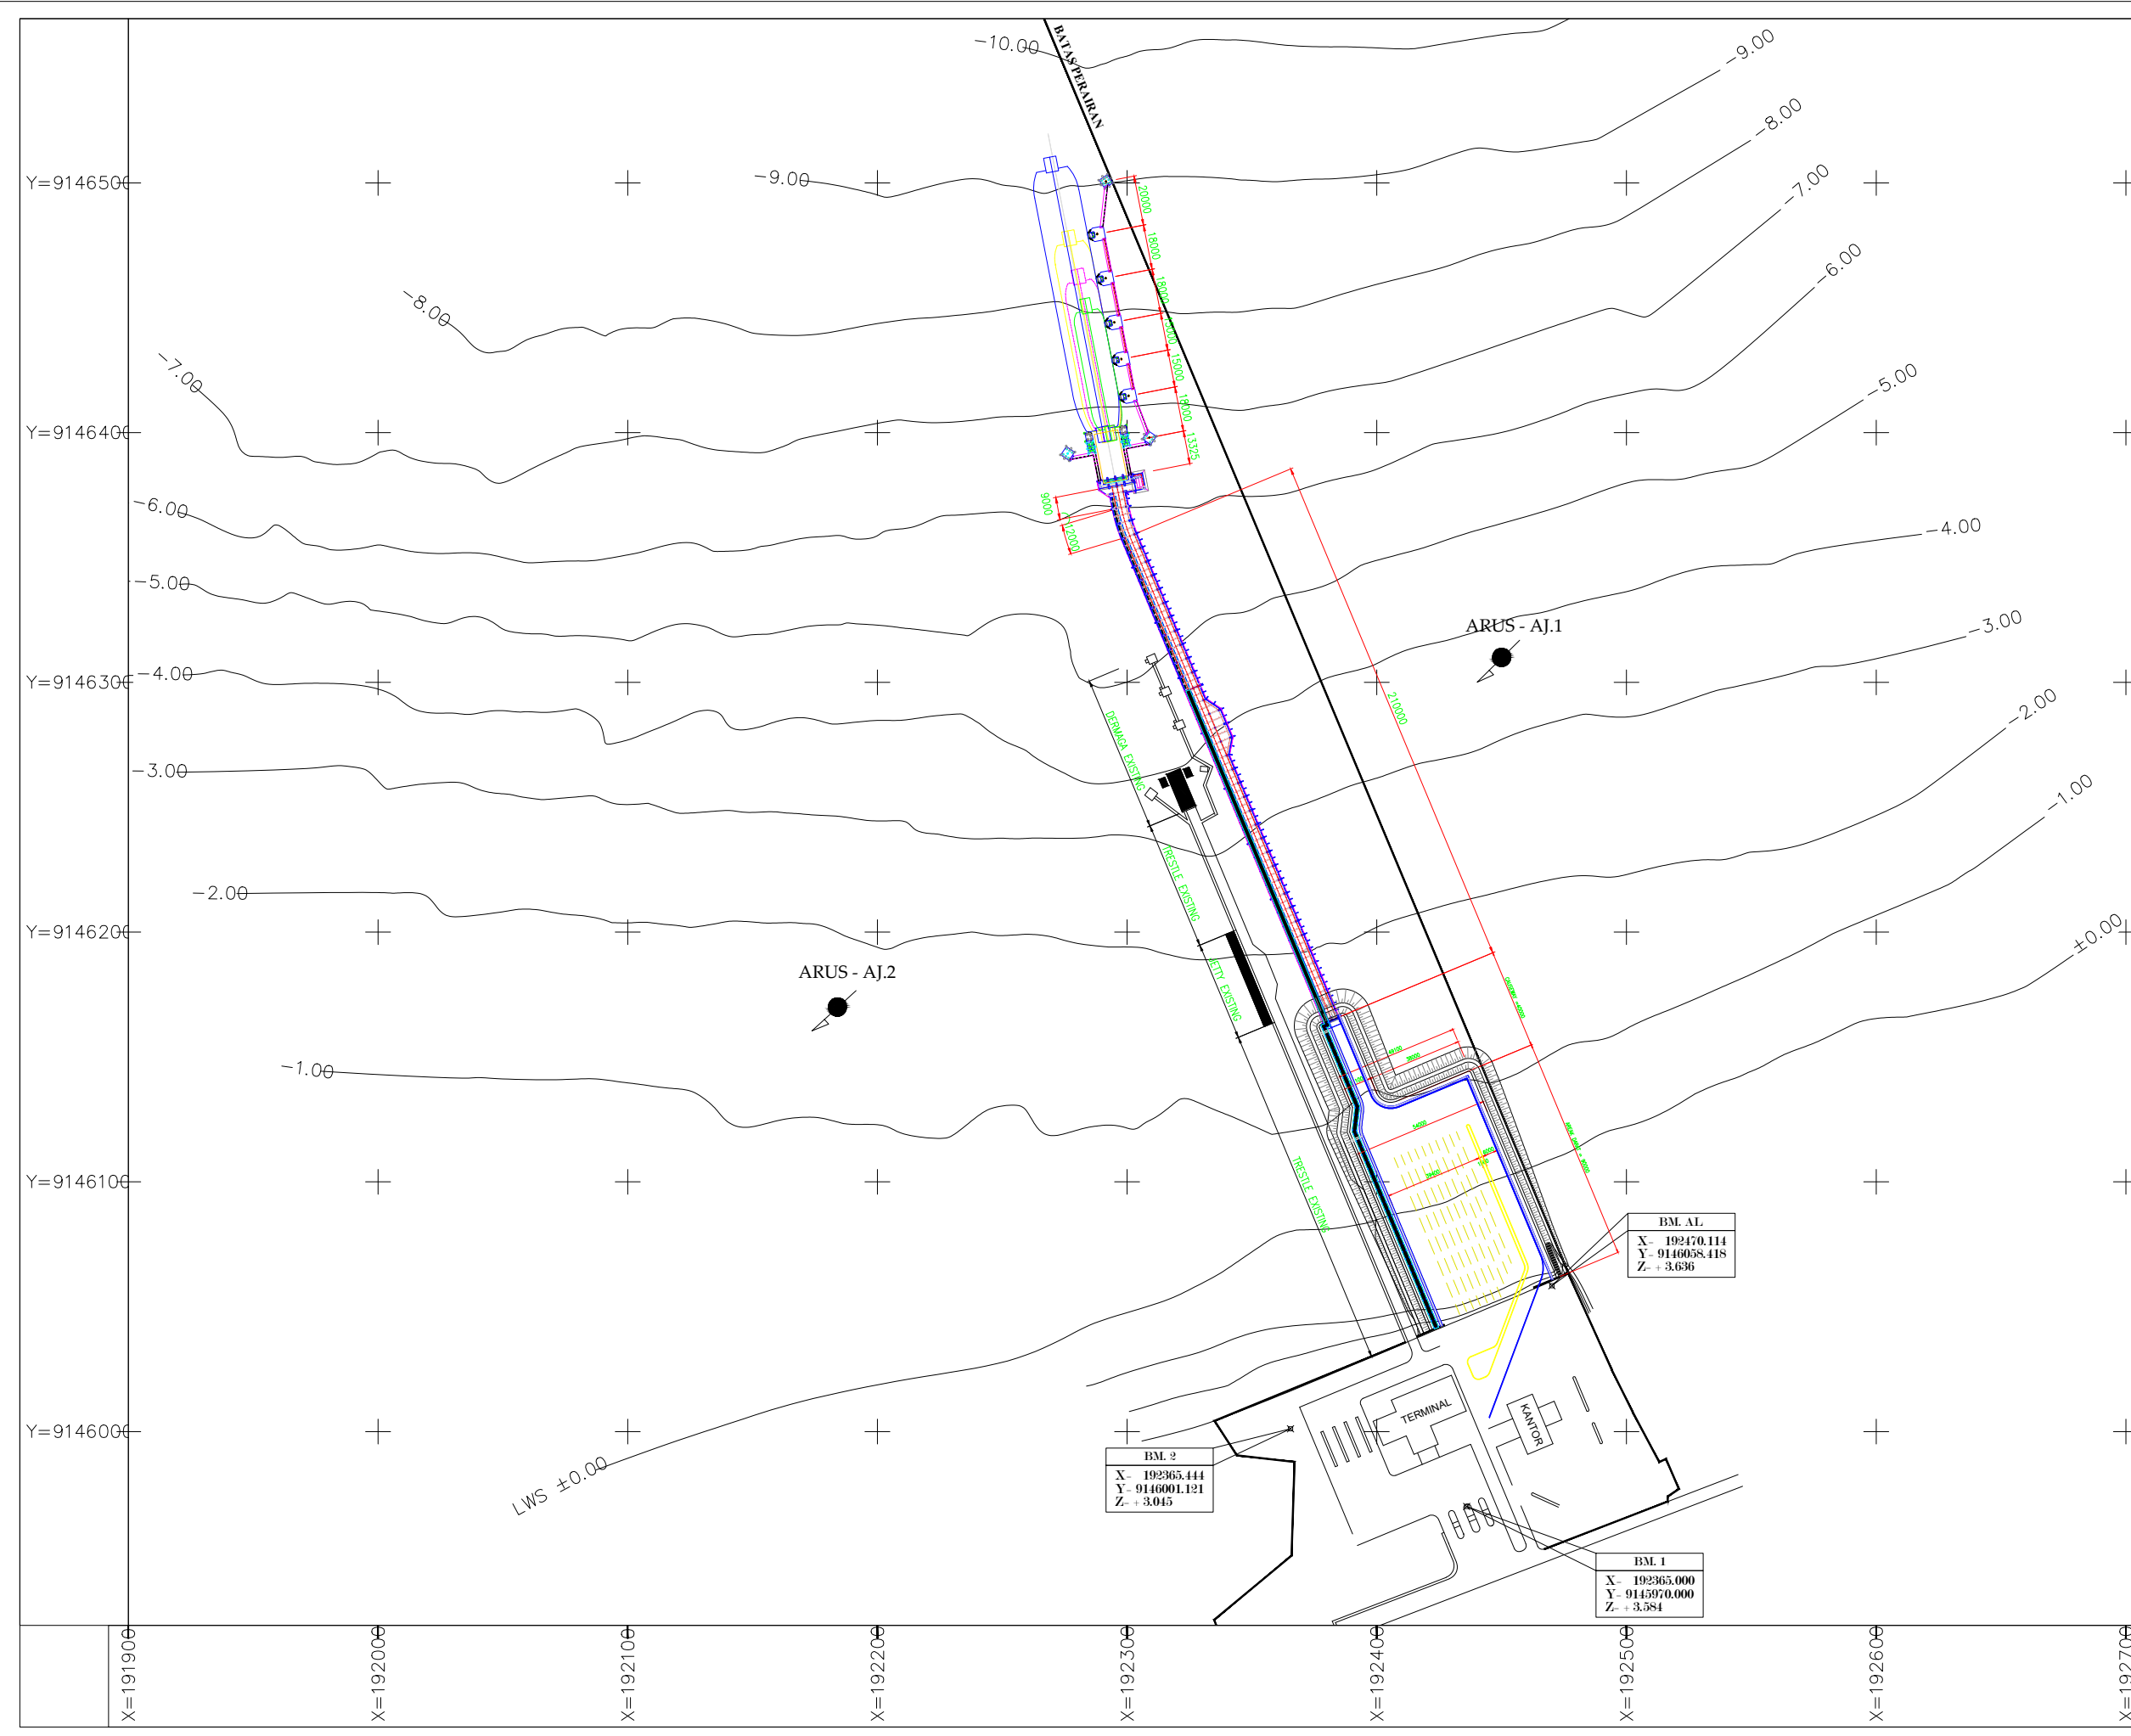 BATAS PERAIRAN
-10.00
-9.00
-8.00
-7.00
-6.00
-5.00
-4.00
-3.00
-2.00
-1.00
±0.00
-9.00
-8.00
-7.00
-6.00
-5.00
-4.00
-3.00
-2.00
-1.00
LWS ±0.00
Y=9146500
Y=9146400
Y=9146300
Y=9146200
Y=9146100
Y=9146000
20000
18000
18000
15000
15000
18000
13325
9000
12000
210000
ARUS - AJ.1
ARUS - AJ.2
DERMAGA EXISTING
TRESTLE EXISTING
JETTY EXISTING
TRESTLE EXISTING
BM. AL
X- 192470.114
Y- 9146058.418
Z- + 3.636
BM. 2
X- 192365.444
Y- 9146001.121
Z- + 3.045
BM. 1
X- 192365.000
Y- 9145970.000
Z- + 3.584
TERMINAL
KANTOR
X=191900
X=192000
X=192100
X=192200
X=192300
X=192400
X=192500
X=192600
X=192700